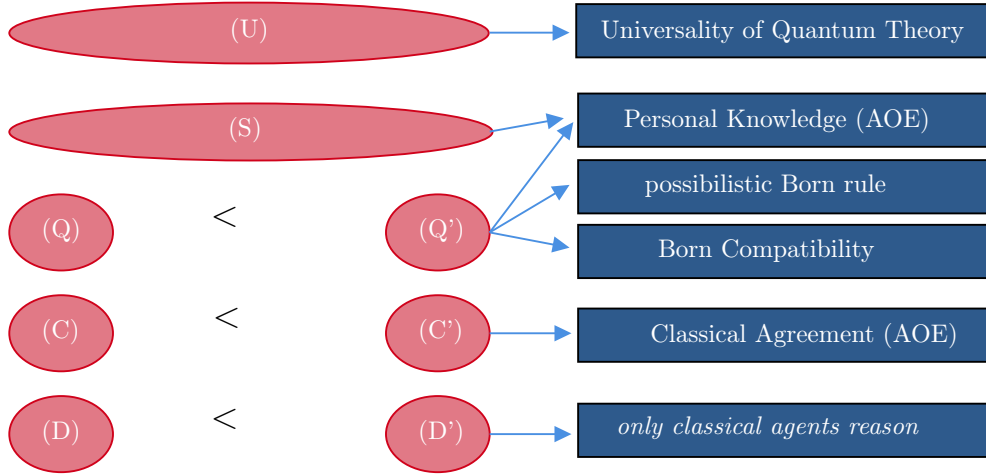 (U) Universality of Quantum Theory
(S) Personal Knowledge (AOE)
possibilistic Born rule
(Q) < (Q')
Born Compatibility
(C) < (C') Classical Agreement (AOE)
(D) < (D') only classical agents reason